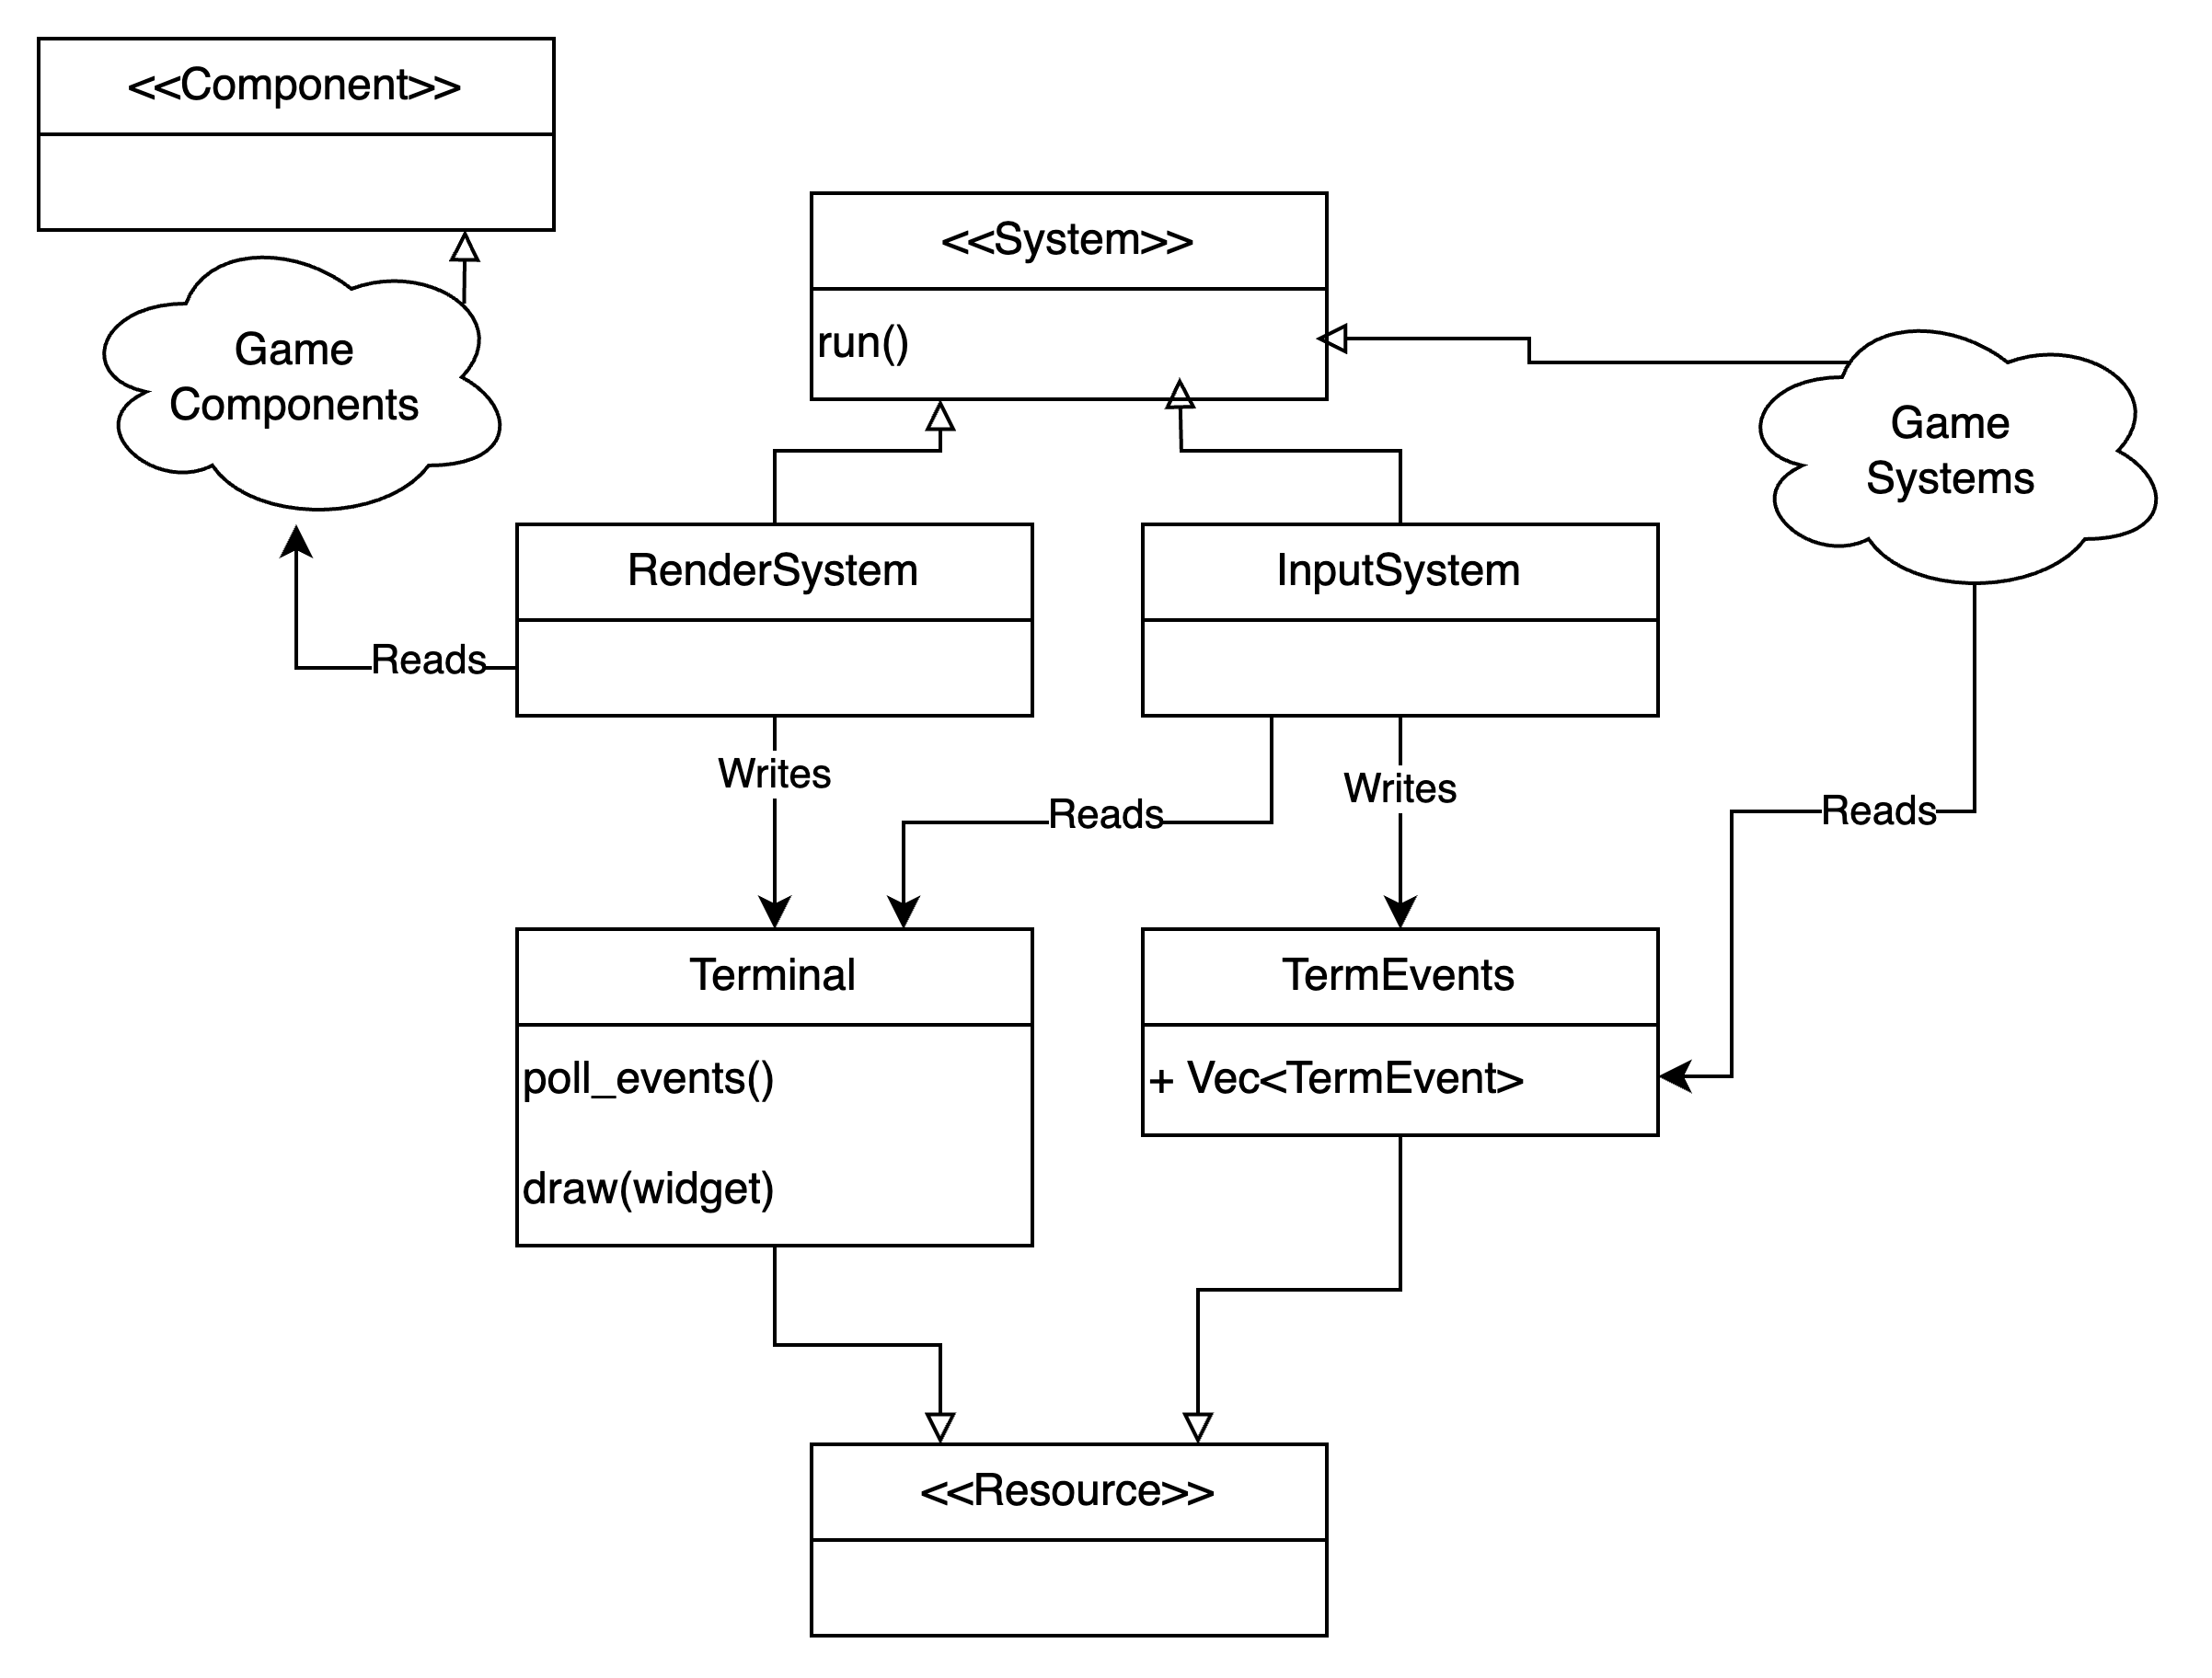 <<Component>>
<<System>>
run()
Game
Components
Game
Systems
RenderSystem
InputSystem
Reads
Writes
Writes
Reads
Reads
Terminal
poll_events()
draw(widget)
TermEvents
+ Vec<TermEvent>
<<Resource>>